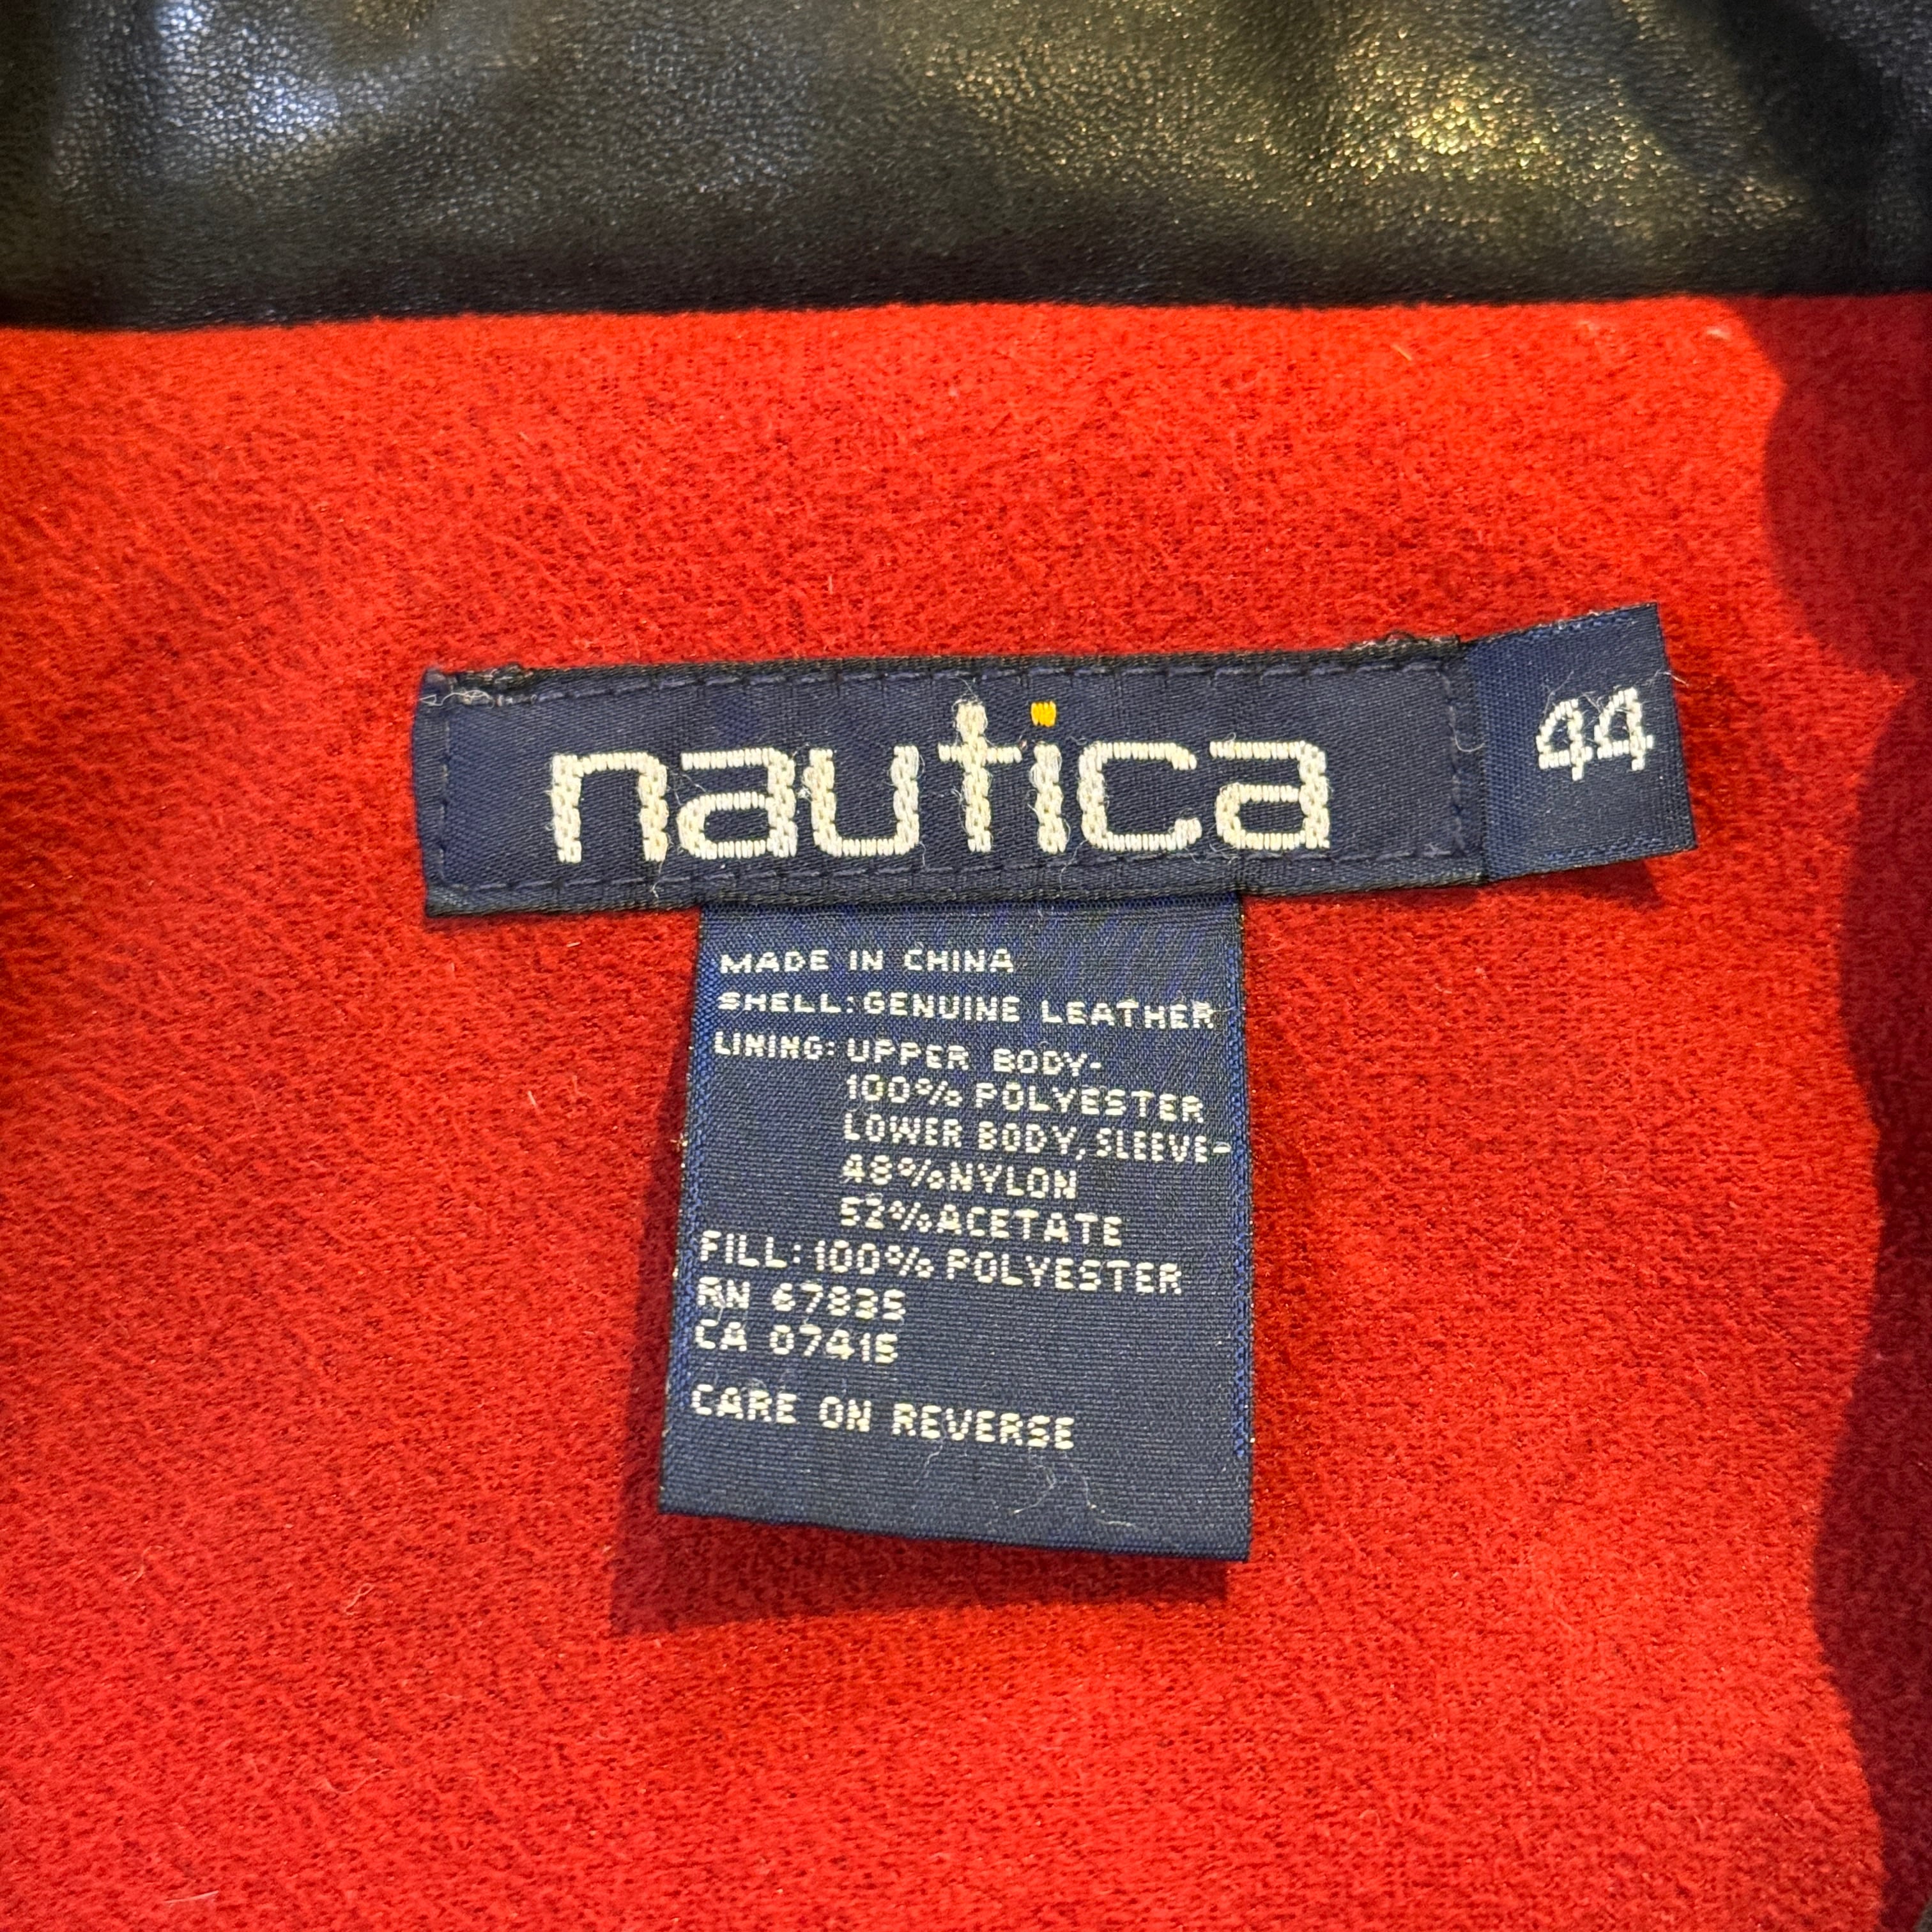 nautica
44
MADE IN CHINA
SHELL: GENUINE LEATHER
LINING: UPPER BODY-
100% POLYESTER
LOWER BODY, SLEEVE-
48% NYLON
52% ACETATE
FILL: 100% POLYESTER
RN 67835
CA 07415
CARE ON REVERSE